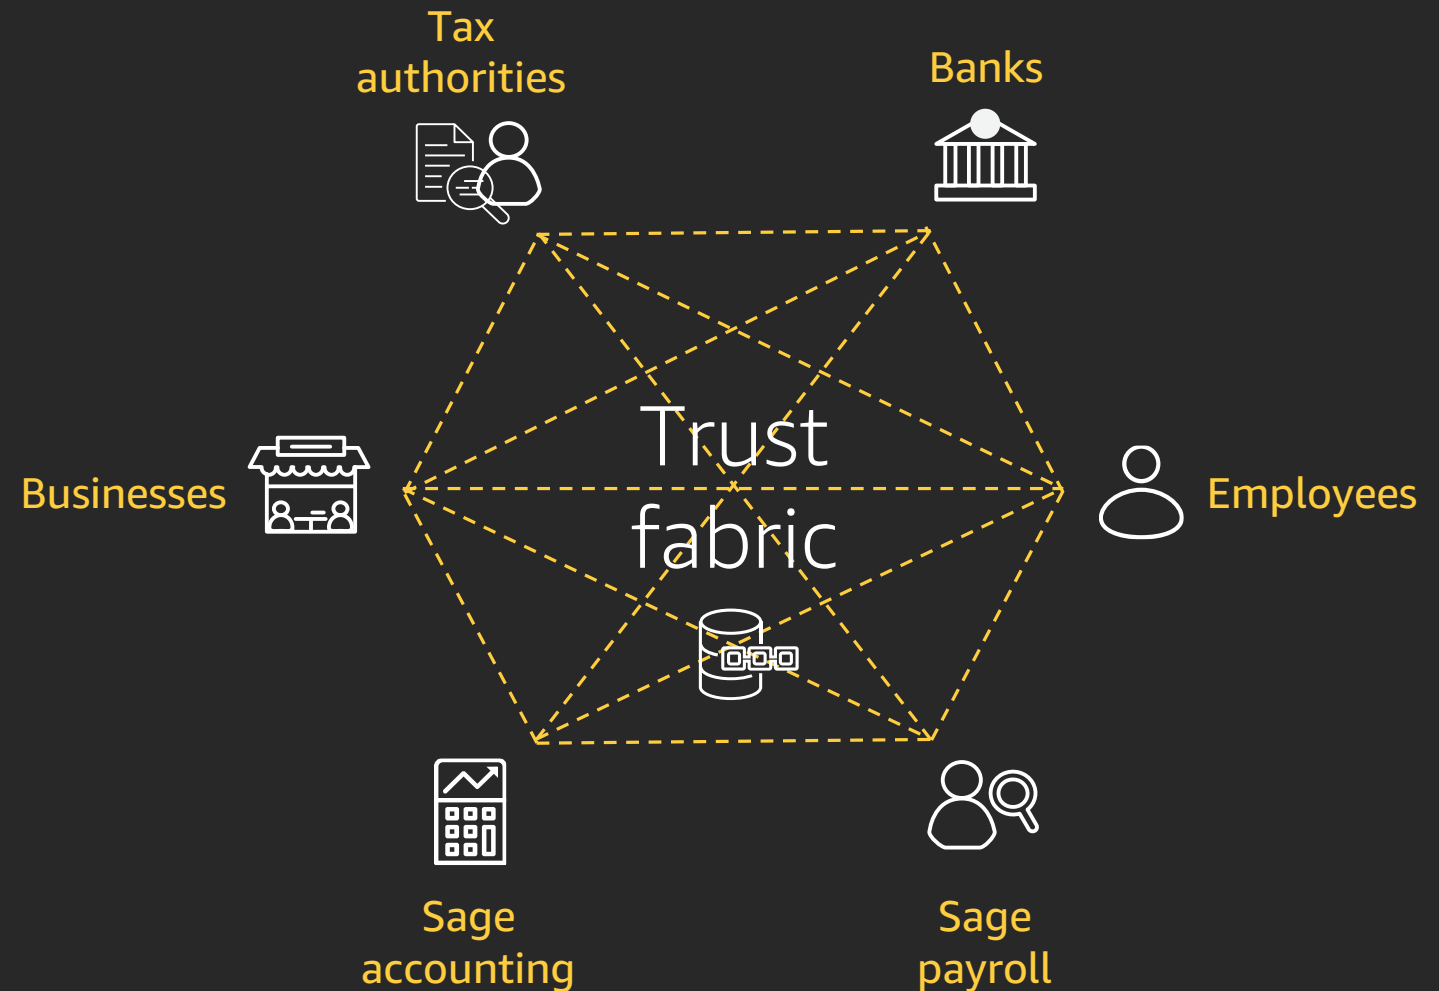 Tax
authorities
Banks
Trust
fabric
Businesses
Employees
Sage
accounting
Sage
payroll